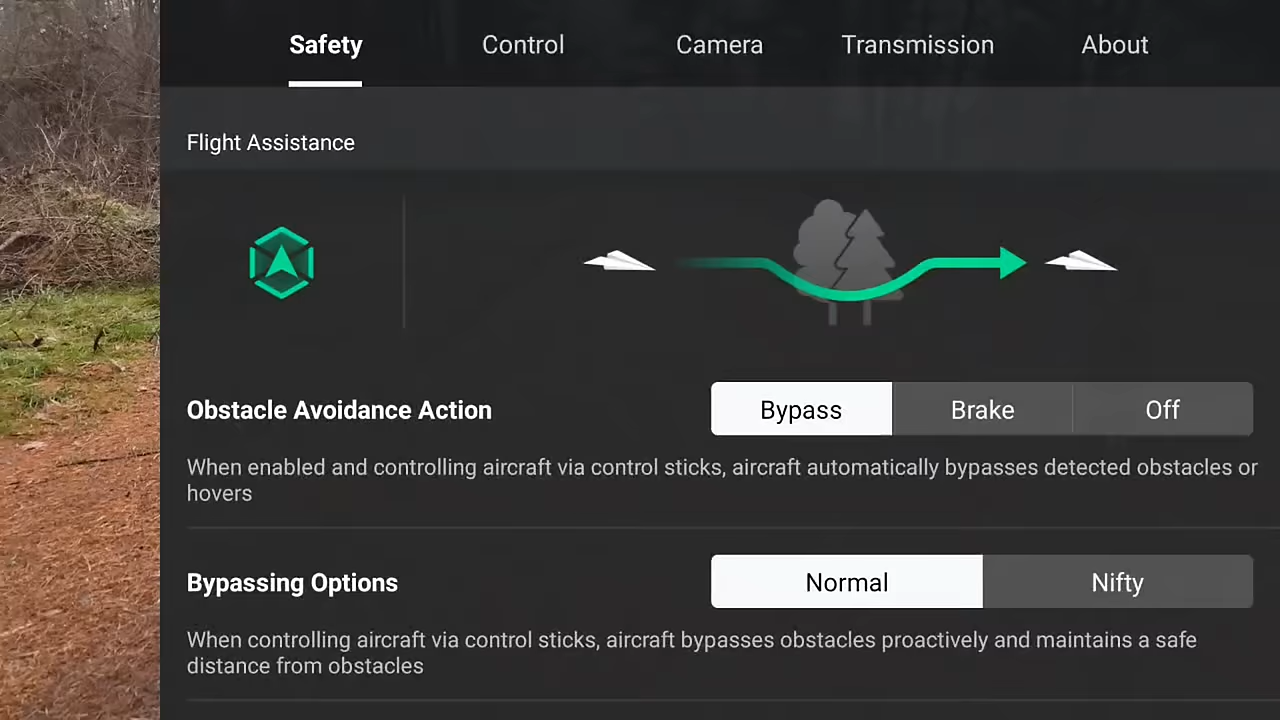 Safety Control Camera Transmission About
Flight Assistance
Obstacle Avoidance Action Bypass Brake Off
When enabled and controlling aircraft via control sticks, aircraft automatically bypasses detected obstacles or
hovers
Bypassing Options Normal Nifty
When controlling aircraft via control sticks, aircraft bypasses obstacles proactively and maintains a safe
distance from obstacles